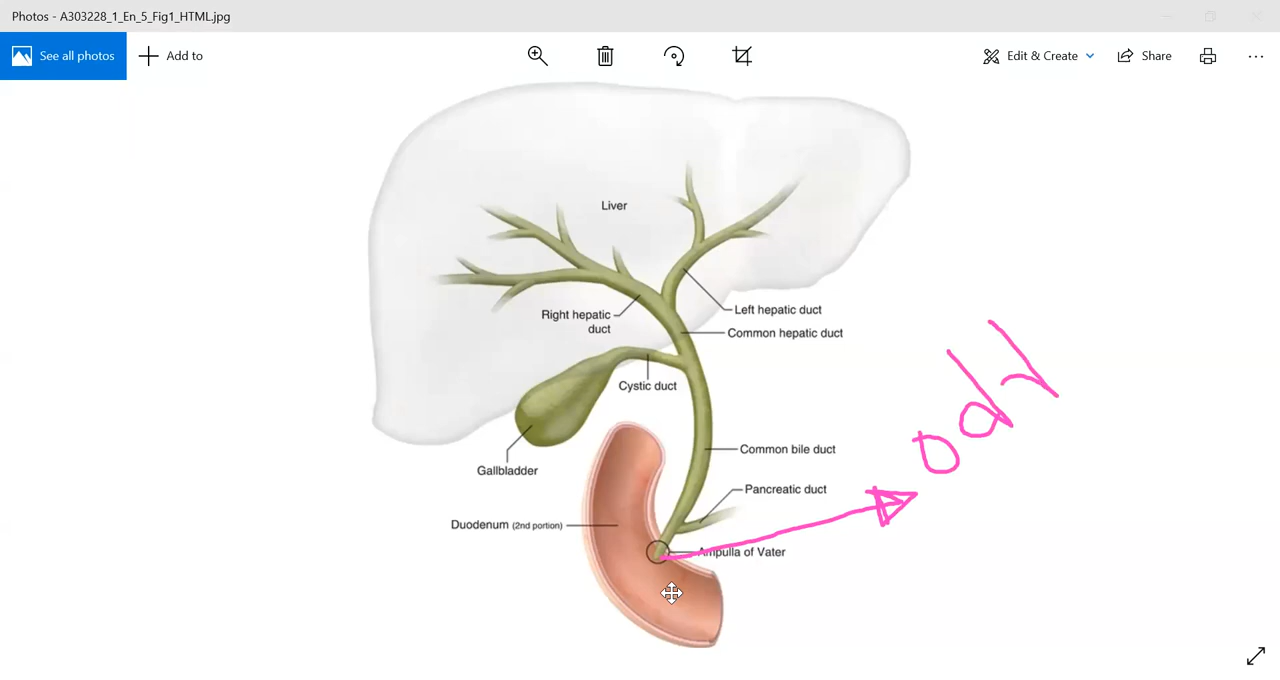 Photos - A303228_1_En_5_Fig1_HTML.jpg
See all photos
Add to
Edit & Create
Share
Liver
Left hepatic duct
Right hepatic
duct
Common hepatic duct
Cystic duct
Common bile duct
Gallbladder
Pancreatic duct
Duodenum (2nd portion)
Ampulla of Vater